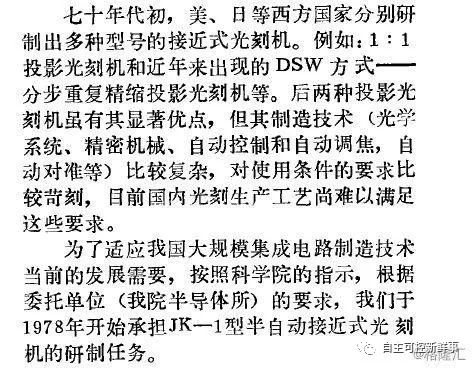 七十年代初，美、日等西方国家分别研
制出多种型号的接近式光刻机。例如：1：1
投影光刻机和近年来出现的DSW方式——
分步重复精缩投影光刻机等。后两种投影光
刻机虽有其显著优点，但其制造技术（光学
系统、精密机械、自动控制和自动调焦，自
动对准等）比较复杂，对使用条件的要求比
较苛刻，目前国内光刻生产工艺尚难以满足
这些要求。
为了适应我国大规模集成电路制造技术
当前的发展需要，按照科学院的指示，根据
委托单位（我院半导体所）的要求，我们于
1978年开始承担JK—1型半自动接近式光刻
机的研制任务。
自主可控新鲜事
@格隆汇